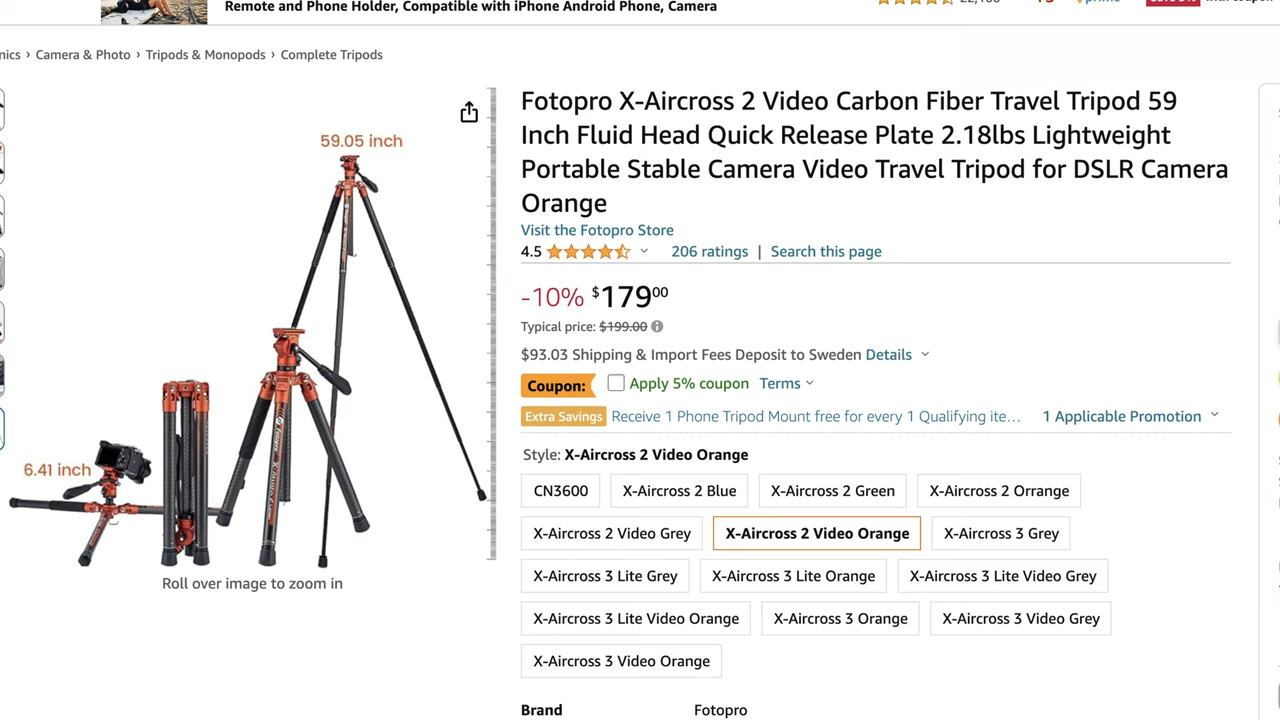 Remote and Phone Holder, Compatible with iPhone Android Phone, Camera
nics › Camera & Photo › Tripods & Monopods › Complete Tripods
59.05 inch
6.41 inch
Roll over image to zoom in
Fotopro X-Aircross 2 Video Carbon Fiber Travel Tripod 59
Inch Fluid Head Quick Release Plate 2.18lbs Lightweight
Portable Stable Camera Video Travel Tripod for DSLR Camera
Orange
Visit the Fotopro Store
4.5 206 ratings | Search this page
-10% $179 00
Typical price: $199.00
$93.03 Shipping & Import Fees Deposit to Sweden Details
Coupon: Apply 5% coupon Terms
Extra Savings Receive 1 Phone Tripod Mount free for every 1 Qualifying ite… 1 Applicable Promotion
Style: X-Aircross 2 Video Orange
CN3600 X-Aircross 2 Blue X-Aircross 2 Green X-Aircross 2 Orrange
X-Aircross 2 Video Grey X-Aircross 2 Video Orange X-Aircross 3 Grey
X-Aircross 3 Lite Grey X-Aircross 3 Lite Orange X-Aircross 3 Lite Video Grey
X-Aircross 3 Lite Video Orange X-Aircross 3 Orange X-Aircross 3 Video Grey
X-Aircross 3 Video Orange
Brand Fotopro